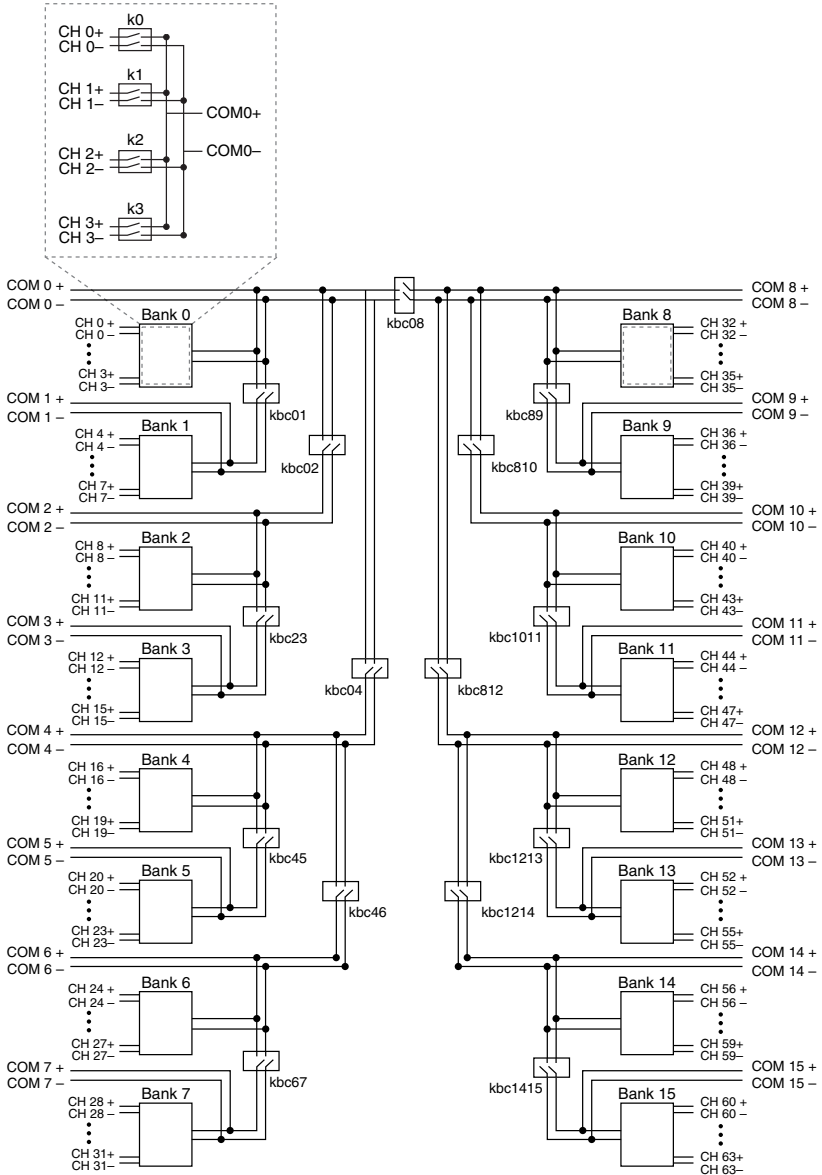 k0
CH 0+
CH 0–
k1
CH 1+
CH 1–
COM0+
k2
CH 2+
CH 2–
COM0–
k3
CH 3+
CH 3–
COM 0 +
COM 0 –
kbc08
COM 8 +
COM 8 –
Bank 0
CH 0 +
CH 0 –
CH 3+
CH 3–
Bank 8
CH 32 +
CH 32 –
CH 35+
CH 35–
COM 1 +
COM 1 –
kbc01
kbc89
COM 9 +
COM 9 –
Bank 1
CH 4 +
CH 4 –
CH 7+
CH 7–
kbc02
kbc810
Bank 9
CH 36 +
CH 36 –
CH 39+
CH 39–
COM 2 +
COM 2 –
COM 10 +
COM 10 –
Bank 2
CH 8 +
CH 8 –
CH 11+
CH 11–
Bank 10
CH 40 +
CH 40 –
CH 43+
CH 43–
COM 3 +
COM 3 –
kbc23
kbc1011
COM 11 +
COM 11 –
Bank 3
CH 12 +
CH 12 –
CH 15+
CH 15–
kbc04
kbc812
Bank 11
CH 44 +
CH 44 –
CH 47+
CH 47–
COM 4 +
COM 4 –
COM 12 +
COM 12 –
Bank 4
CH 16 +
CH 16 –
CH 19+
CH 19–
Bank 12
CH 48 +
CH 48 –
CH 51+
CH 51–
COM 5 +
COM 5 –
kbc45
kbc1213
COM 13 +
COM 13 –
Bank 5
CH 20 +
CH 20 –
CH 23+
CH 23–
kbc46
kbc1214
Bank 13
CH 52 +
CH 52 –
CH 55+
CH 55–
COM 6 +
COM 6 –
COM 14 +
COM 14 –
Bank 6
CH 24 +
CH 24 –
CH 27+
CH 27–
Bank 14
CH 56 +
CH 56 –
CH 59+
CH 59–
COM 7 +
COM 7 –
kbc67
kbc1415
COM 15 +
COM 15 –
Bank 7
CH 28 +
CH 28 –
CH 31+
CH 31–
Bank 15
CH 60 +
CH 60 –
CH 63+
CH 63–